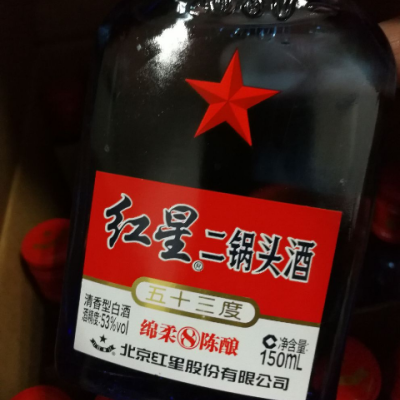 红星®二锅头酒
五十三度
清香型白酒
酒精度:53%vol
绵柔8陈酿
净含量:
150mL
北京红星股份有限公司